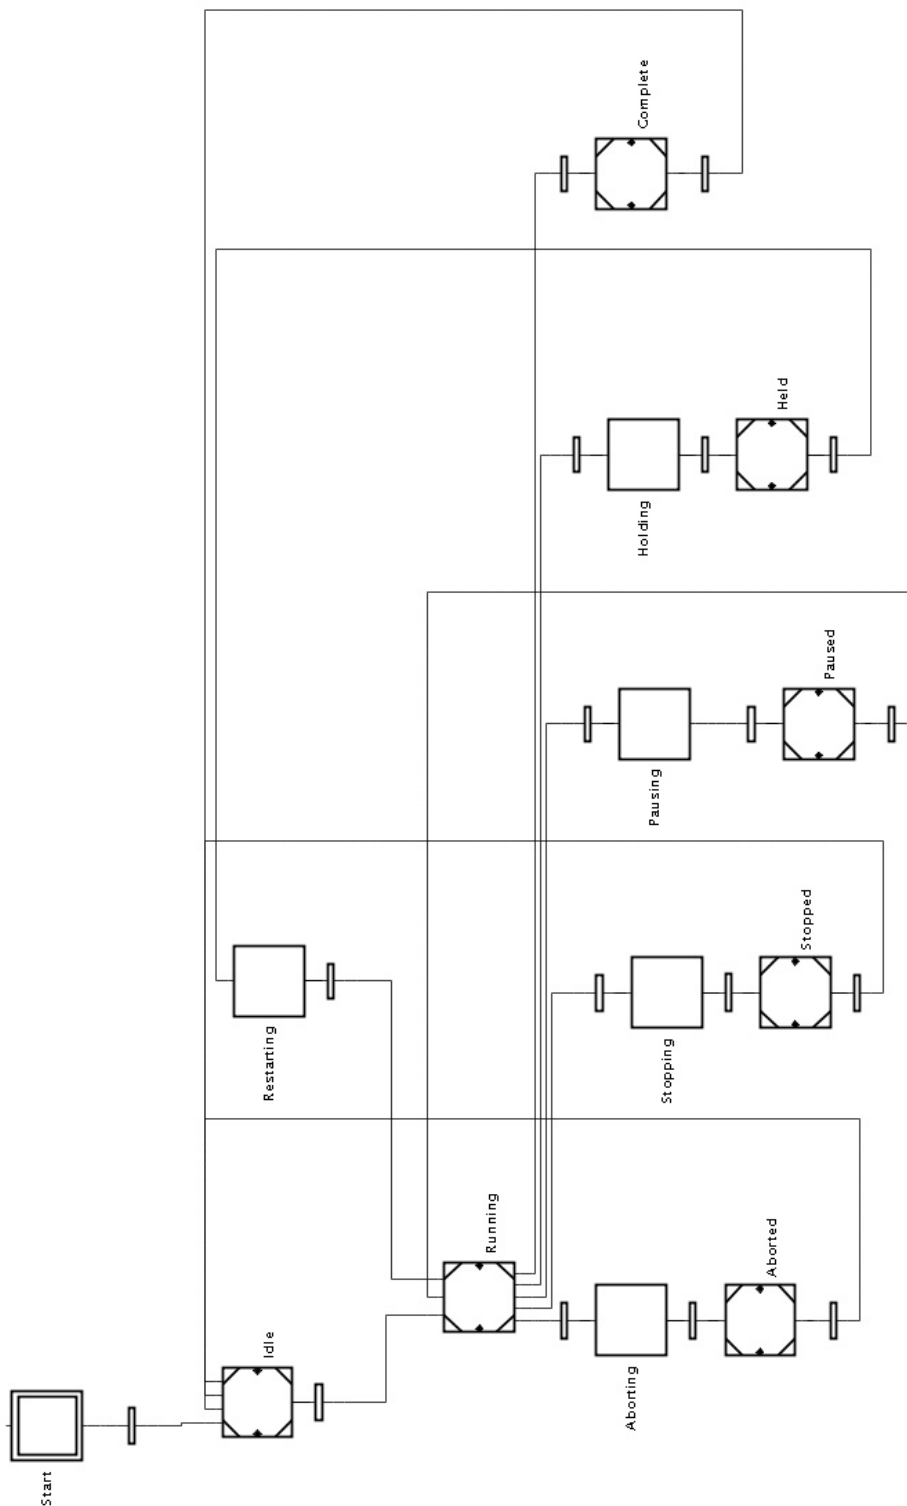 Start
Idle
Restarting
Running
Aborting
Aborted
Stopping
Stopped
Pausing
Paused
Holding
Held
Complete